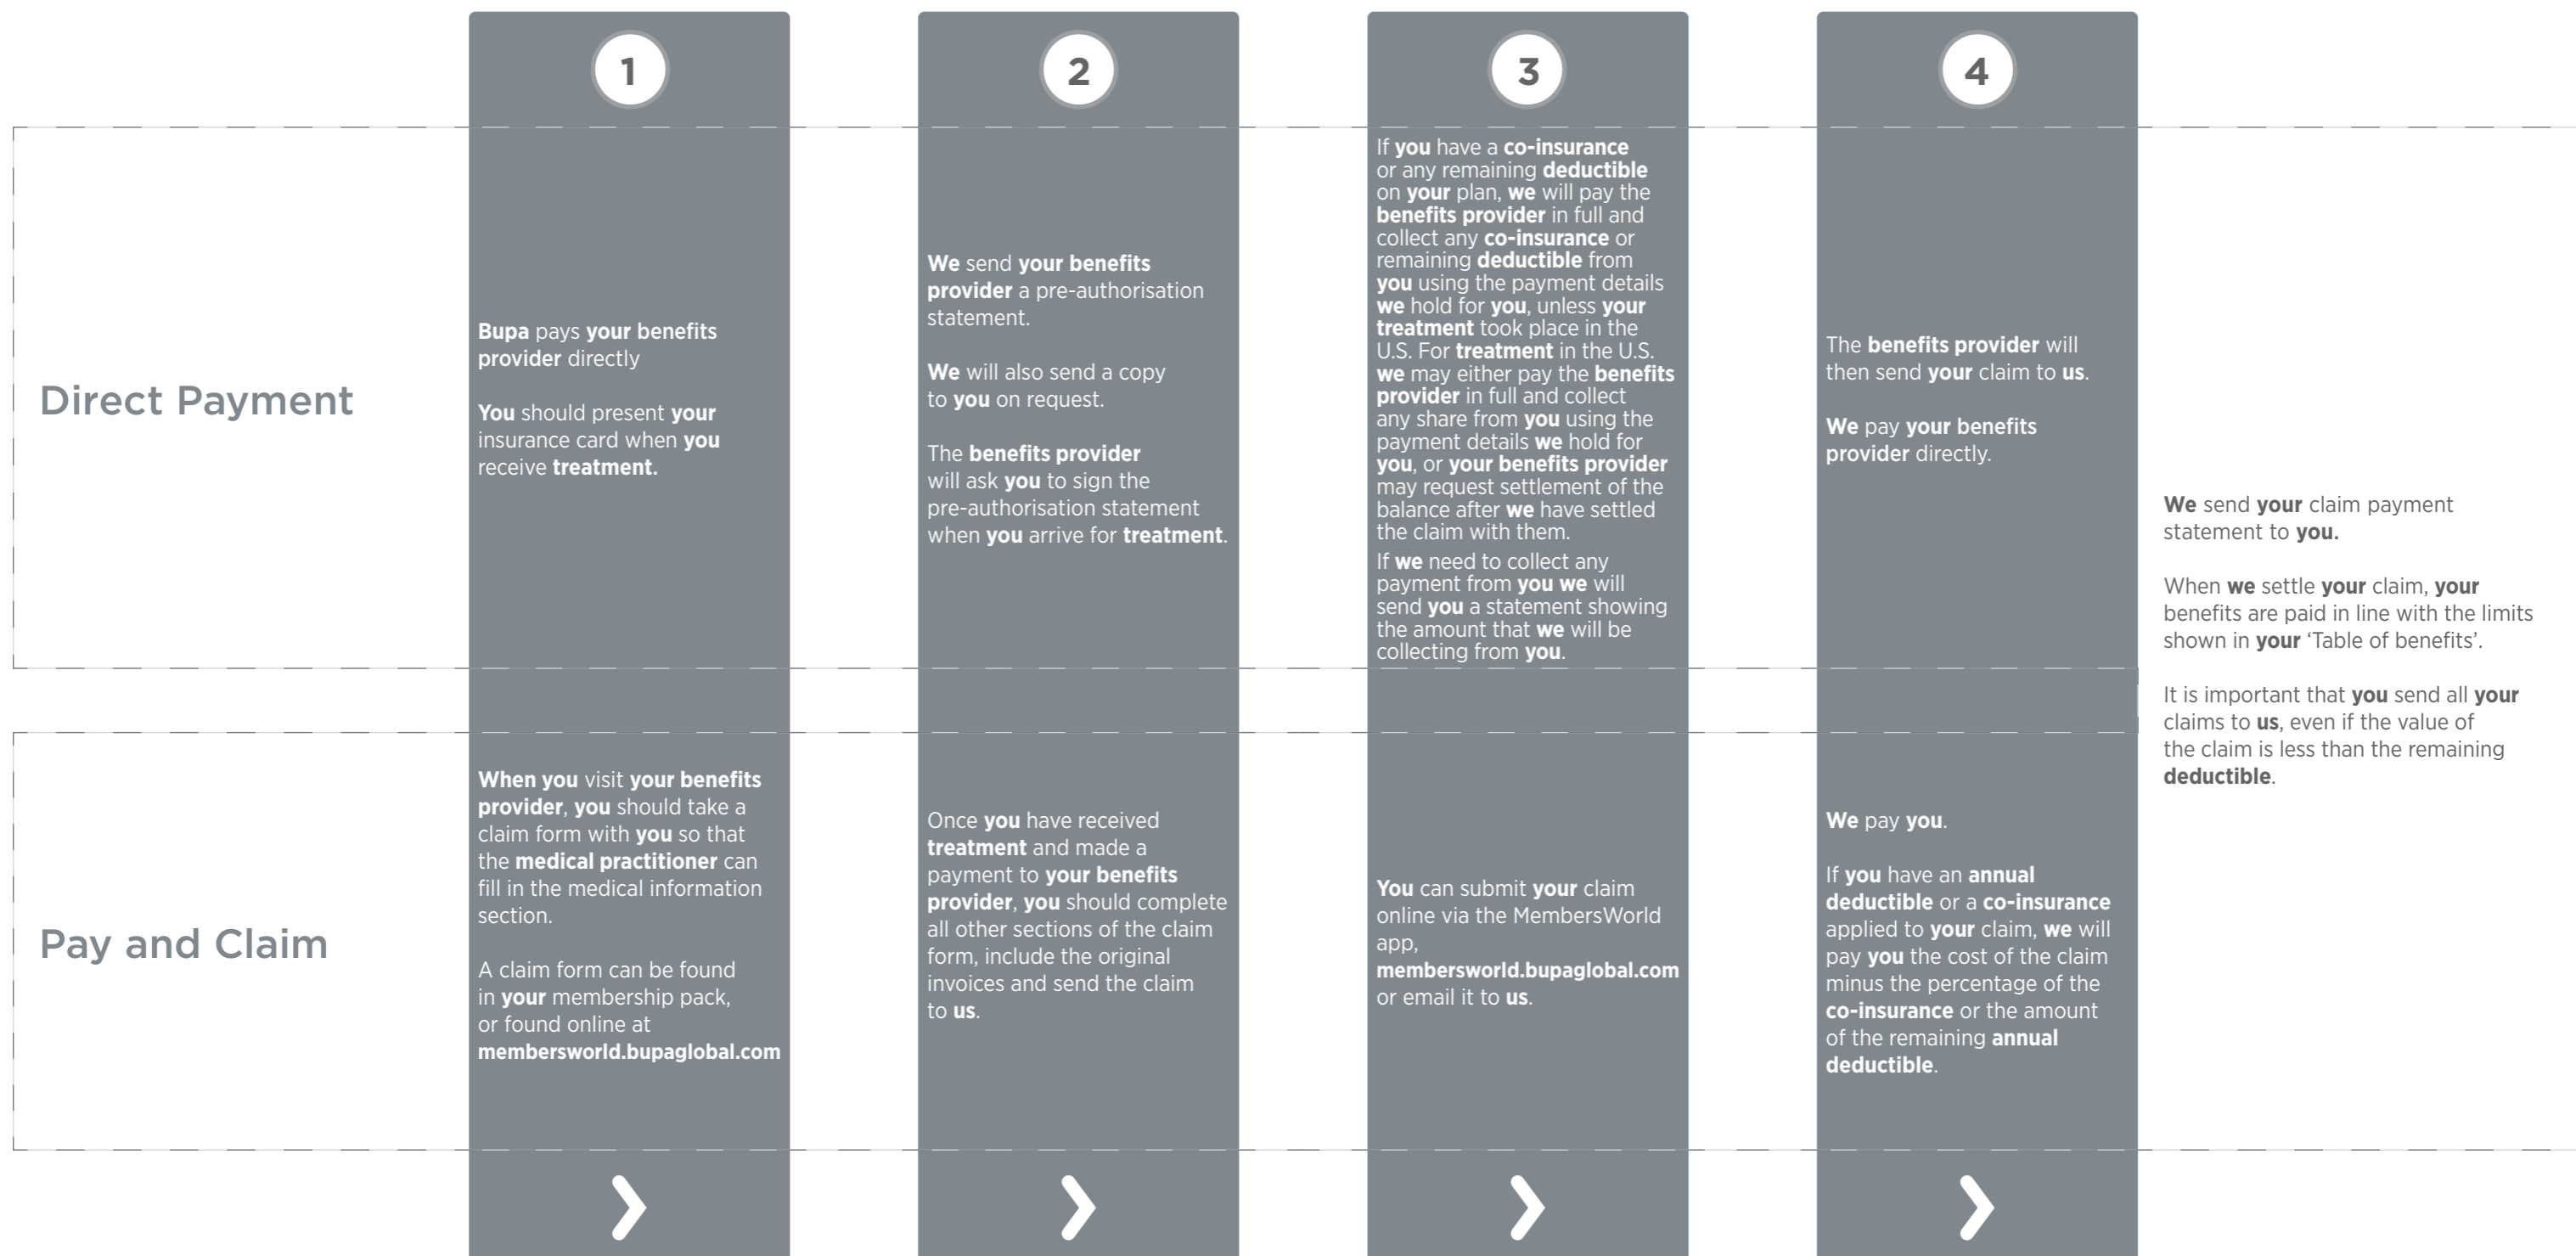 1
2
3
4
Direct Payment
Bupa pays your benefits
provider directly
You should present your
insurance card when you
receive treatment.
We send your benefits
provider a pre-authorisation
statement.
We will also send a copy
to you on request.
The benefits provider
will ask you to sign the
pre-authorisation statement
when you arrive for treatment.
If you have a co-insurance
or any remaining deductible
on your plan, we will pay the
benefits provider in full and
collect any co-insurance or
remaining deductible from
you using the payment details
we hold for you, unless your
treatment took place in the
U.S. For treatment in the U.S.
we may either pay the benefits
provider in full and collect
any share from you using the
payment details we hold for
you, or your benefits provider
may request settlement of the
balance after we have settled
the claim with them.
If we need to collect any
payment from you we will
send you a statement showing
the amount that we will be
collecting from you.
The benefits provider will
then send your claim to us.
We pay your benefits
provider directly.
Pay and Claim
When you visit your benefits
provider, you should take a
claim form with you so that
the medical practitioner can
fill in the medical information
section.
A claim form can be found
in your membership pack,
or found online at
membersworld.bupaglobal.com
Once you have received
treatment and made a
payment to your benefits
provider, you should complete
all other sections of the claim
form, include the original
invoices and send the claim
to us.
You can submit your claim
online via the MembersWorld
app,
membersworld.bupaglobal.com
or email it to us.
We pay you.
If you have an annual
deductible or a co-insurance
applied to your claim, we will
pay you the cost of the claim
minus the percentage of the
co-insurance or the amount
of the remaining annual
deductible.
We send your claim payment
statement to you.
When we settle your claim, your
benefits are paid in line with the limits
shown in your ‘Table of benefits’.
It is important that you send all your
claims to us, even if the value of
the claim is less than the remaining
deductible.